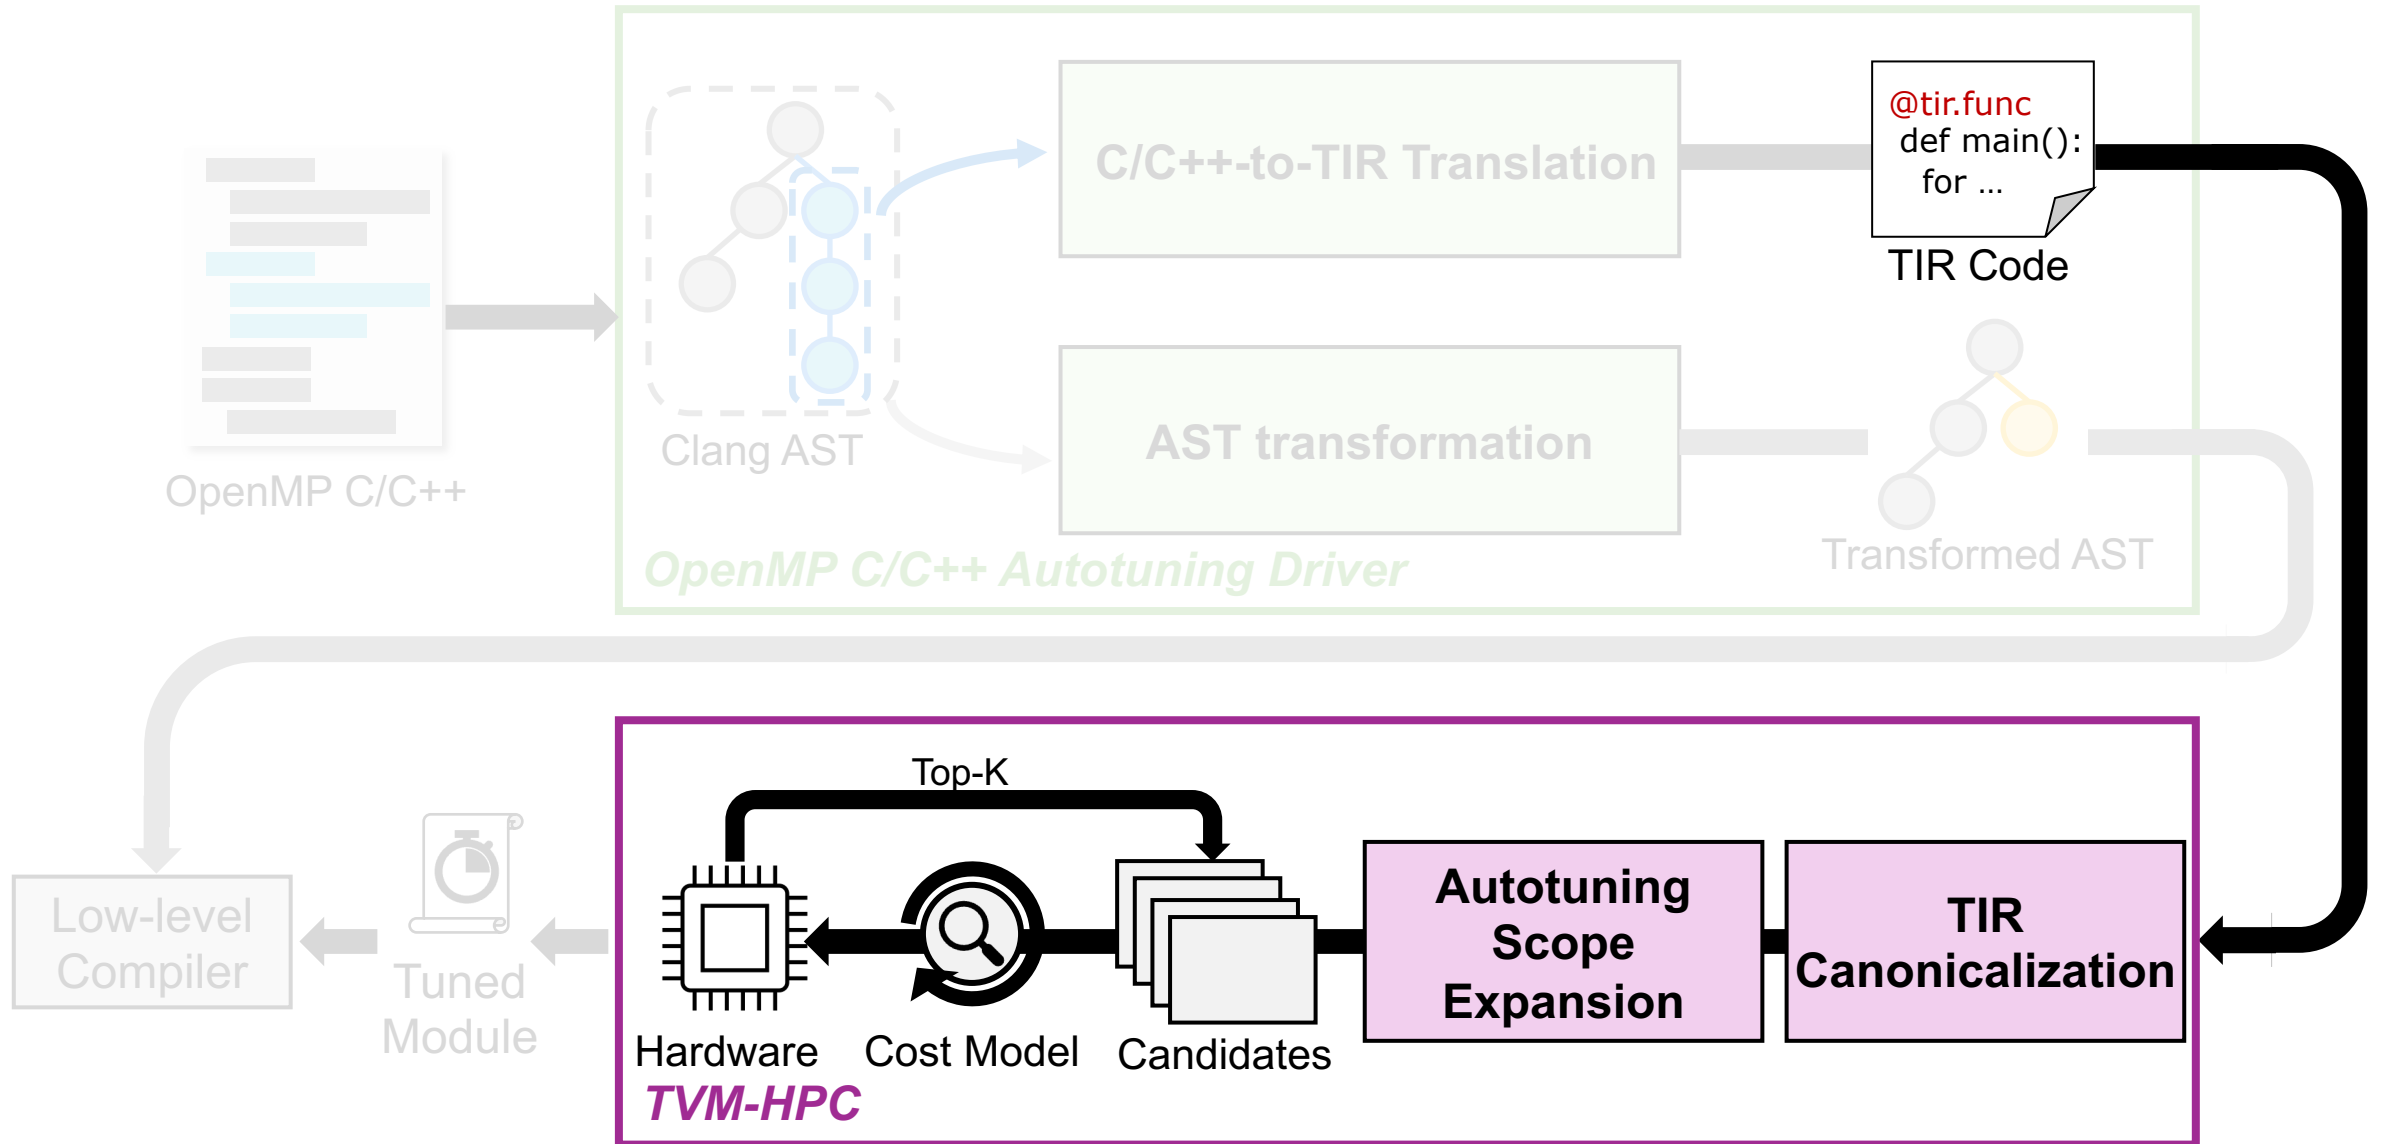 @tir.func
def main():
for ...
TIR Code
C/C++-to-TIR Translation
Clang AST
AST transformation
Transformed AST
OpenMP C/C++
OpenMP C/C++ Autotuning Driver
Top-K
Low-level
Compiler
Tuned
Module
Hardware
Cost Model
Candidates
Autotuning
Scope
Expansion
TIR
Canonicalization
TVM-HPC